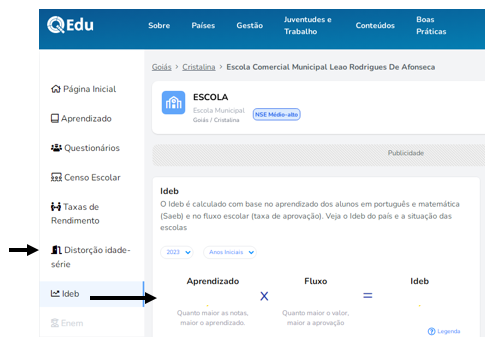 QEdu
Sobre
Países
Gestão
Juventudes e
Trabalho
Conteúdos
Boas
Práticas
Goiás > Cristalina > Escola Comercial Municipal Leao Rodrigues De Afonseca
Página Inicial
Aprendizado
Questionários
Censo Escolar
Taxas de
Rendimento
Distorção idade-
série
Ideb
Enem
ESCOLA
Escola Municipal
Goiás / Cristalina
NSE Médio-alto
Publicidade
Ideb
O Ideb é calculado com base no aprendizado dos alunos em português e matemática
(Saeb) e no fluxo escolar (taxa de aprovação). Veja o Ideb do país e a situação das
escolas
2023
Anos Iniciais
Aprendizado
X
Fluxo
=
Ideb
-
-
Quanto maior as notas,
maior o aprendizado.
Quanto maior o valor,
maior a aprovação
? Legenda